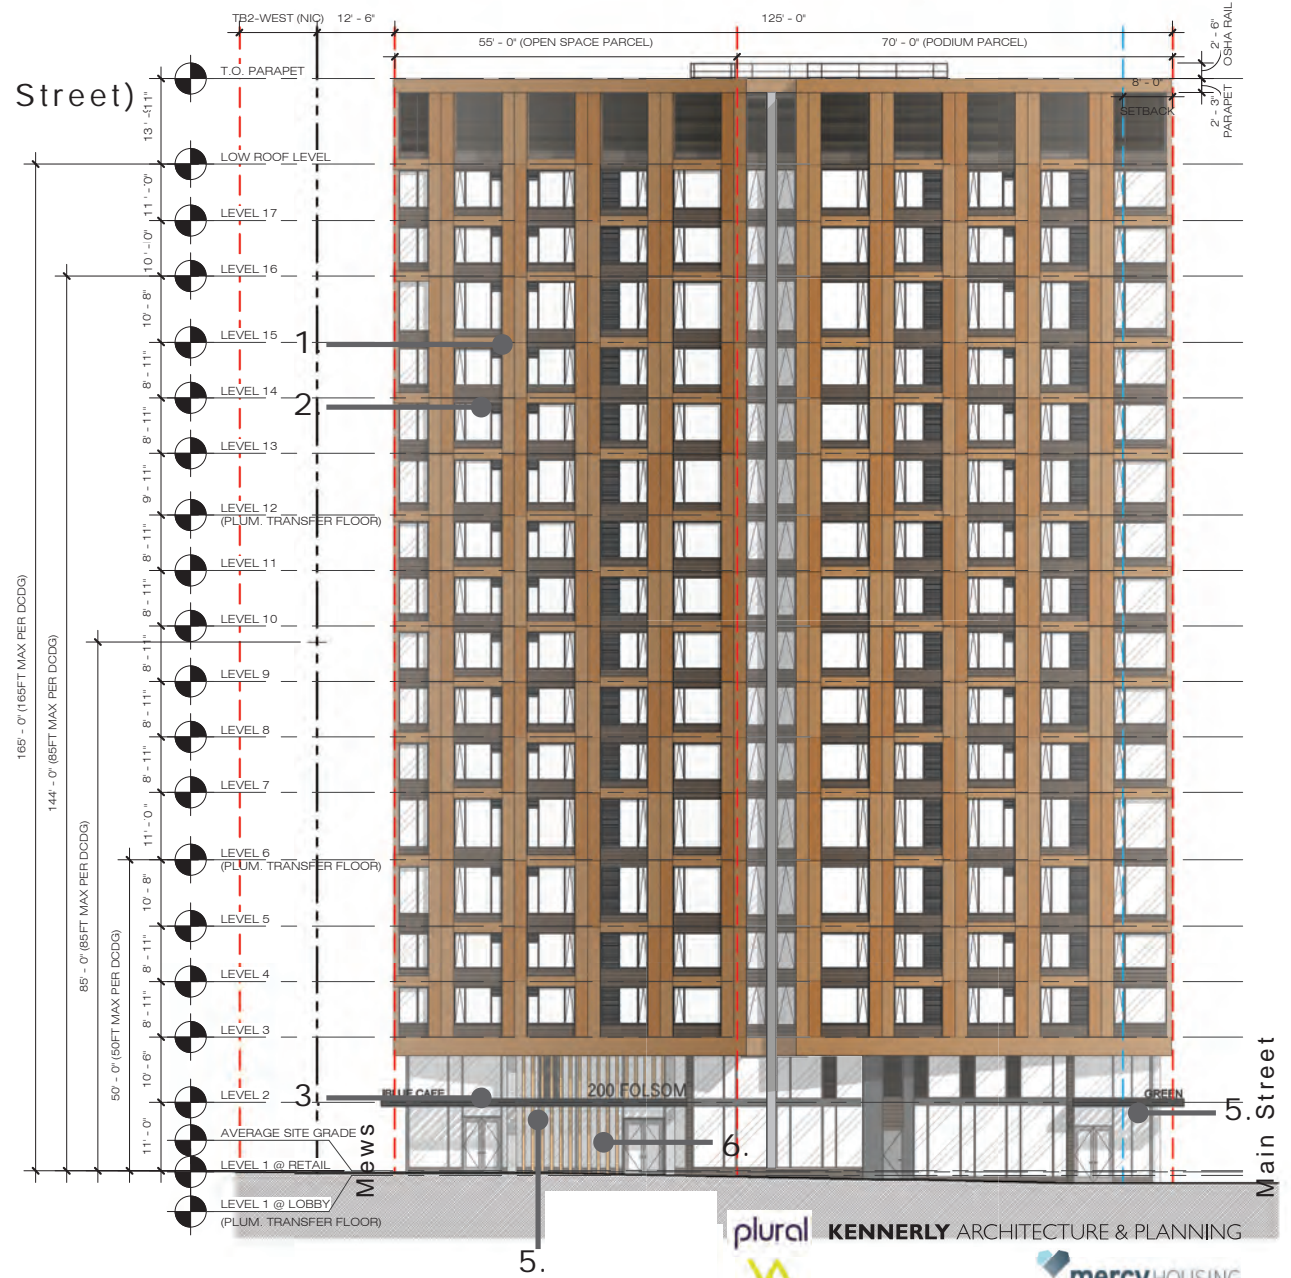 TB2-WEST (NIC)
12' - 6"
125' - 0"
55' - 0" (OPEN SPACE PARCEL)
70' - 0" (PODIUM PARCEL)
2' - 6"
OSHA RAIL
8' - 0"
SETBACK
2' - 3"
PARAPET
Street)
T.O. PARAPET
LOW ROOF LEVEL
11' - 0"
LEVEL 17
10' - 0"
LEVEL 16
10' - 8"
LEVEL 15
1.
8' - 11"
LEVEL 14
2.
8' - 11"
LEVEL 13
9' - 11"
LEVEL 12
(PLUM. TRANSFER FLOOR)
8' - 11"
LEVEL 11
8' - 11"
LEVEL 10
8' - 11"
LEVEL 9
8' - 11"
LEVEL 8
8' - 11"
LEVEL 7
11' - 0"
LEVEL 6
(PLUM. TRANSFER FLOOR)
10' - 8"
LEVEL 5
8' - 11"
LEVEL 4
8' - 11"
LEVEL 3
10' - 6"
LEVEL 2
11' - 0"
AVERAGE SITE GRADE
LEVEL 1 @ RETAIL
LEVEL 1 @ LOBBY
(PLUM. TRANSFER FLOOR)
165' - 0" (165FT MAX PER DCDG)
144' - 0" (85FT MAX PER DCDG)
85' - 0" (85FT MAX PER DCDG)
50' - 0" (50FT MAX PER DCDG)
3.
BLUE CAFE
200 FOLSOM
GREEN
5.
6.
5.
Mews
Main Street
plural
KENNERLY ARCHITECTURE & PLANNING
mercy HOUSING